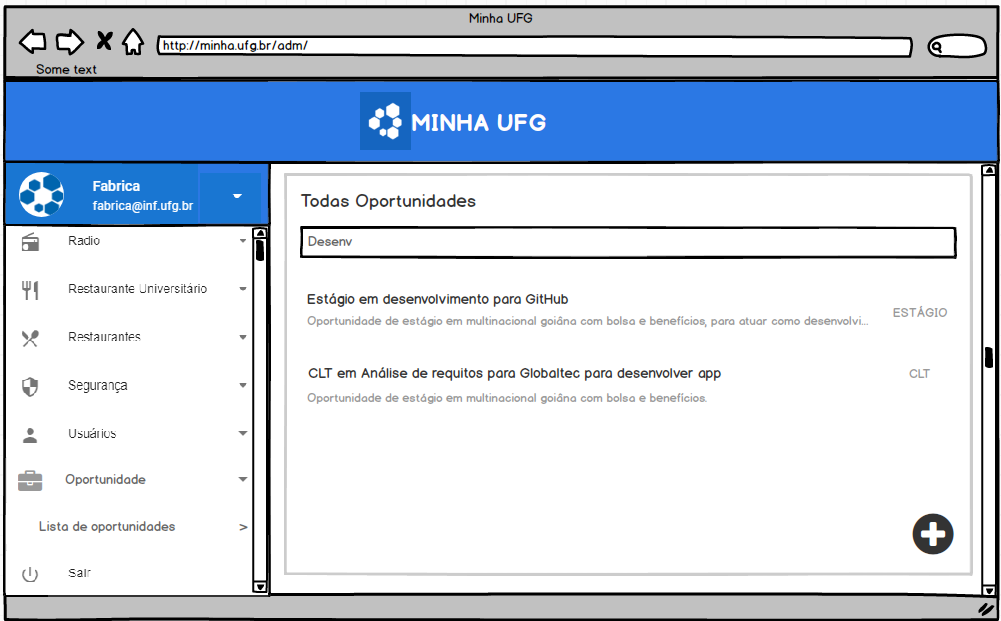 Minha UFG
http://minha.ufg.br/adm/
Some text
MINHA UFG
Fabrica
fabrica@inf.ufg.br
Radio
Restaurante Universitário
Restaurantes
Segurança
Usuários
Oportunidade
Lista de oportunidades >
Sair
Todas Oportunidades
Desenv
Estágio em desenvolvimento para GitHub
Oportunidade de estágio em multinacional goiâna com bolsa e benefícios, para atuar como desenvolvi...
ESTÁGIO
CLT em Análise de requitos para Globaltec para desenvolver app
CLT
Oportunidade de estágio em multinacional goiâna com bolsa e benefícios.